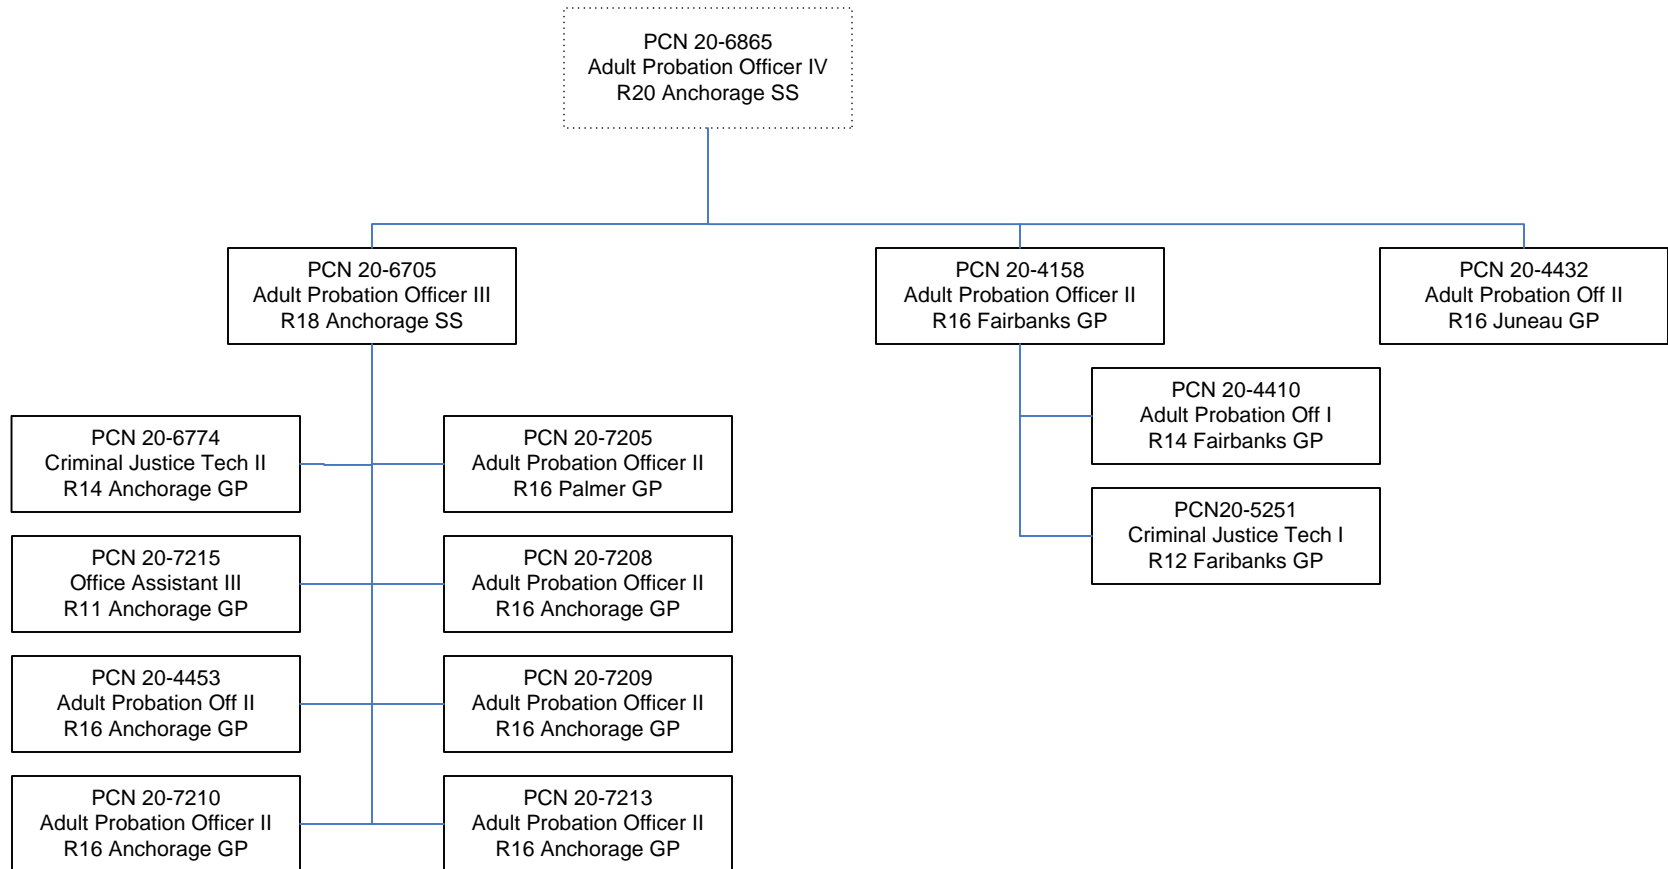 PCN 20-6865
Adult Probation Officer IV
R20 Anchorage SS
PCN 20-6705
Adult Probation Officer III
R18 Anchorage SS
PCN 20-4158
Adult Probation Officer II
R16 Fairbanks GP
PCN 20-4432
Adult Probation Off II
R16 Juneau GP
PCN 20-6774
Criminal Justice Tech II
R14 Anchorage GP
PCN 20-7205
Adult Probation Officer II
R16 Palmer GP
PCN 20-4410
Adult Probation Off I
R14 Fairbanks GP
PCN20-5251
Criminal Justice Tech I
R12 Faribanks GP
PCN 20-7215
Office Assistant III
R11 Anchorage GP
PCN 20-7208
Adult Probation Officer II
R16 Anchorage GP
PCN 20-4453
Adult Probation Off II
R16 Anchorage GP
PCN 20-7209
Adult Probation Officer II
R16 Anchorage GP
PCN 20-7210
Adult Probation Officer II
R16 Anchorage GP
PCN 20-7213
Adult Probation Officer II
R16 Anchorage GP